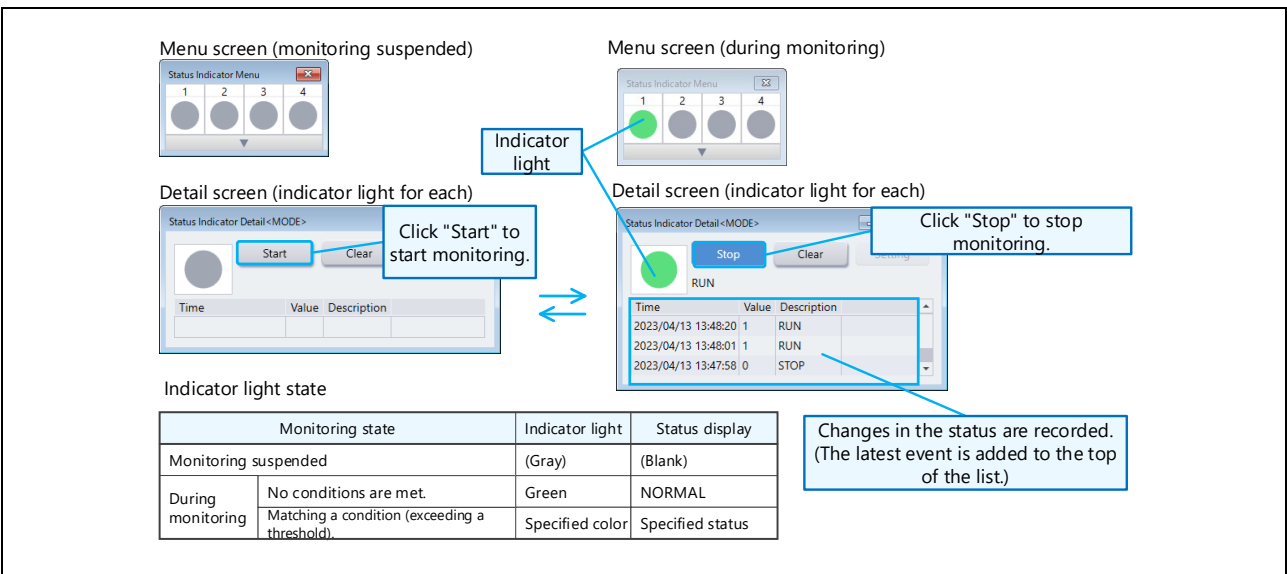 Menu screen (monitoring suspended)
Status Indicator Menu
1 2 3 4
Menu screen (during monitoring)
Status Indicator Menu
1 2 3 4
Indicator
light
Detail screen (indicator light for each)
Status Indicator Detail<MODE>
Start Clear
Click "Start" to
start monitoring.
Time Value Description
Detail screen (indicator light for each)
Status Indicator Detail<MODE>
Click "Stop" to stop
monitoring.
Stop Clear
RUN
Time Value Description
2023/04/13 13:48:20 1 RUN
2023/04/13 13:48:01 1 RUN
2023/04/13 13:47:58 0 STOP
Changes in the status are recorded.
(The latest event is added to the top
of the list.)
Indicator light state
Monitoring state Indicator light Status display
Monitoring suspended (Gray) (Blank)
During
monitoring
No conditions are met. Green NORMAL
Matching a condition (exceeding a
threshold). Specified color Specified status